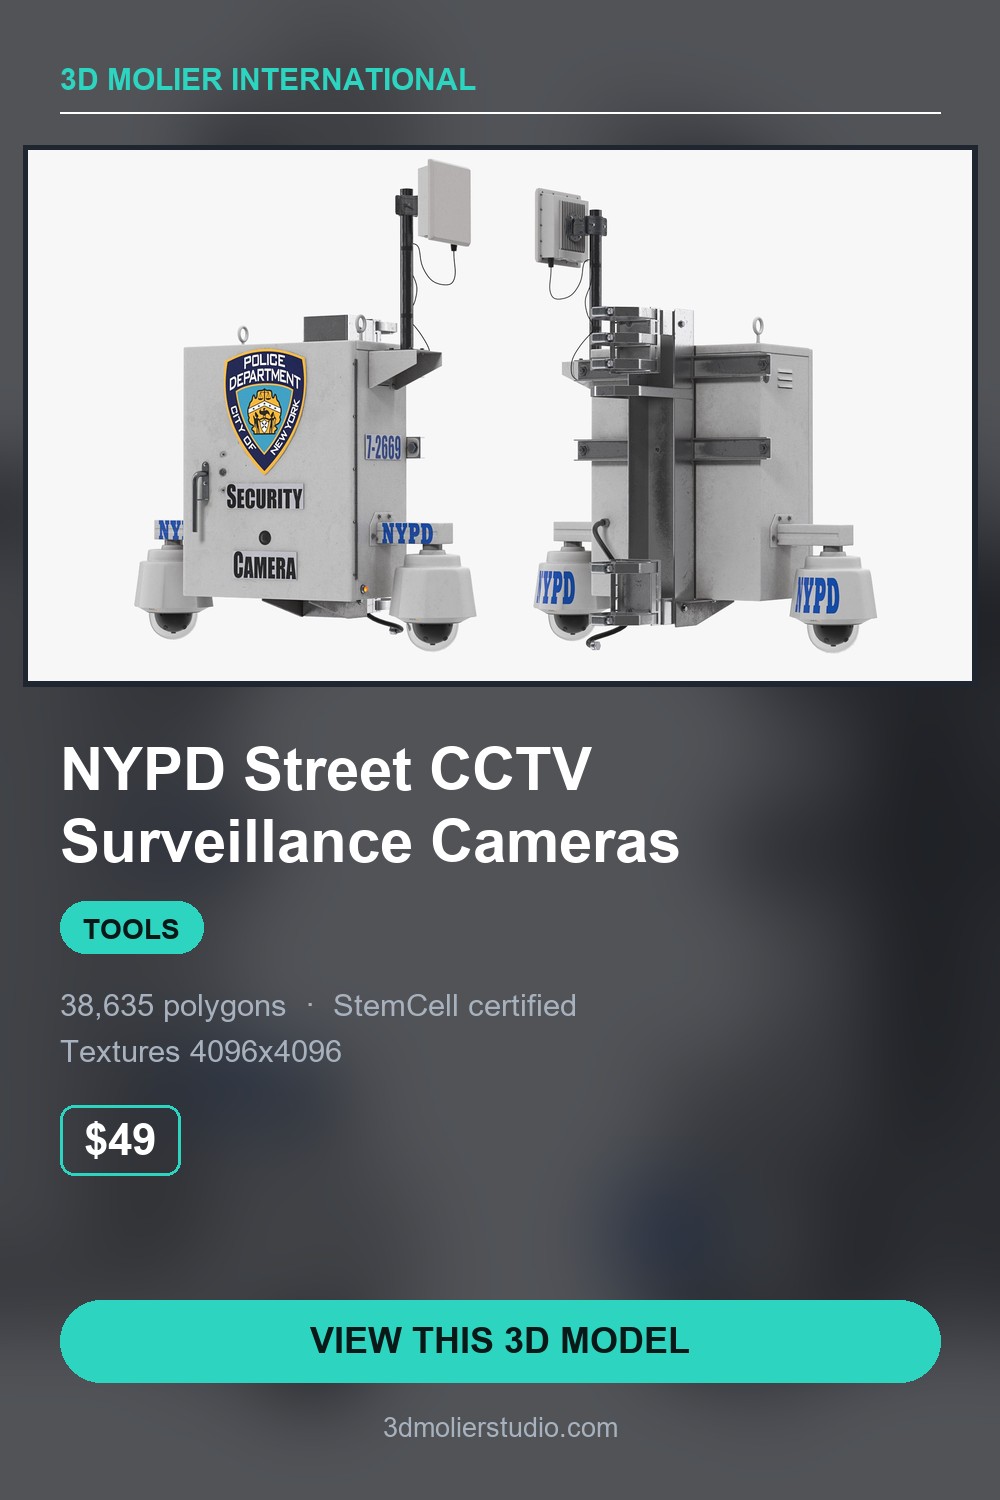 3D MOLIER INTERNATIONAL
POLICE
DEPARTMENT
CITY OF
NEW YORK
7-2669
SECURITY
CAMERA
NY
NYPD
NYPD
NYPD
NYPD Street CCTV
Surveillance Cameras
TOOLS
38,635 polygons · StemCell certified
Textures 4096x4096
$49
VIEW THIS 3D MODEL
3dmolierstudio.com